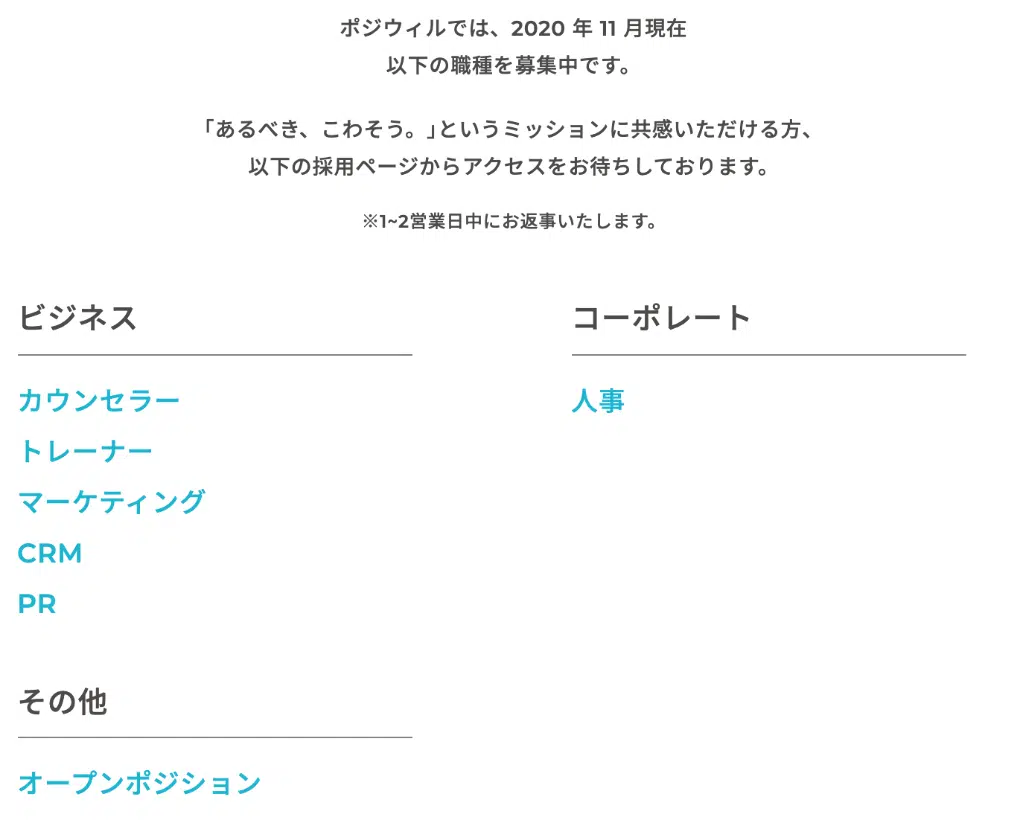 ポジウィルでは、2020 年 11 月現在
以下の職種を募集中です。
「あるべき、こわそう。」というミッションに共感いただける方、
以下の採用ページからアクセスをお待ちしております。
※1~2営業日中にお返事いたします。
ビジネス
カウンセラー
トレーナー
マーケティング
CRM
PR
コーポレート
人事
その他
オープンポジション